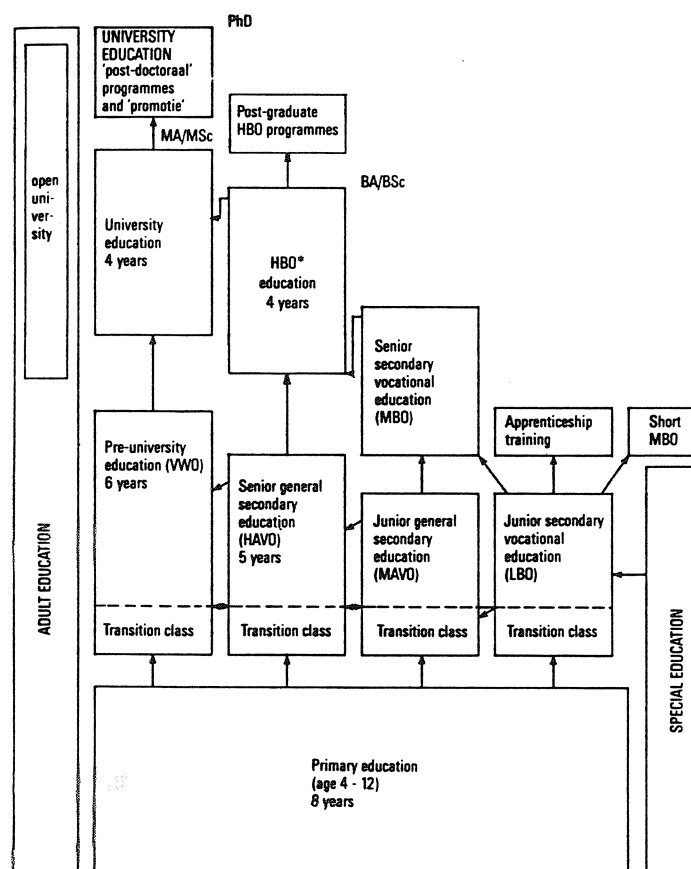 PhD
UNIVERSITY
EDUCATION
'post-doctoraal'
programmes
and 'promotie'
MA/MSc
Post-graduate
HBO programmes
BA/BSc
open
uni-
ver-
sity
University
education
4 years
HBO*
education
4 years
Senior
secondary
vocational
education
(MBO)
Apprenticeship
training
Short
MBO
Pre-university
education (VWO)
6 years
Senior general
secondary
education
(HAVO)
5 years
Junior general
secondary
education
(MAVO)
Junior secondary
vocational
education
(LBO)
ADULT EDUCATION
SPECIAL EDUCATION
Transition class
Transition class
Transition class
Transition class
Primary education
(age 4 - 12)
8 years